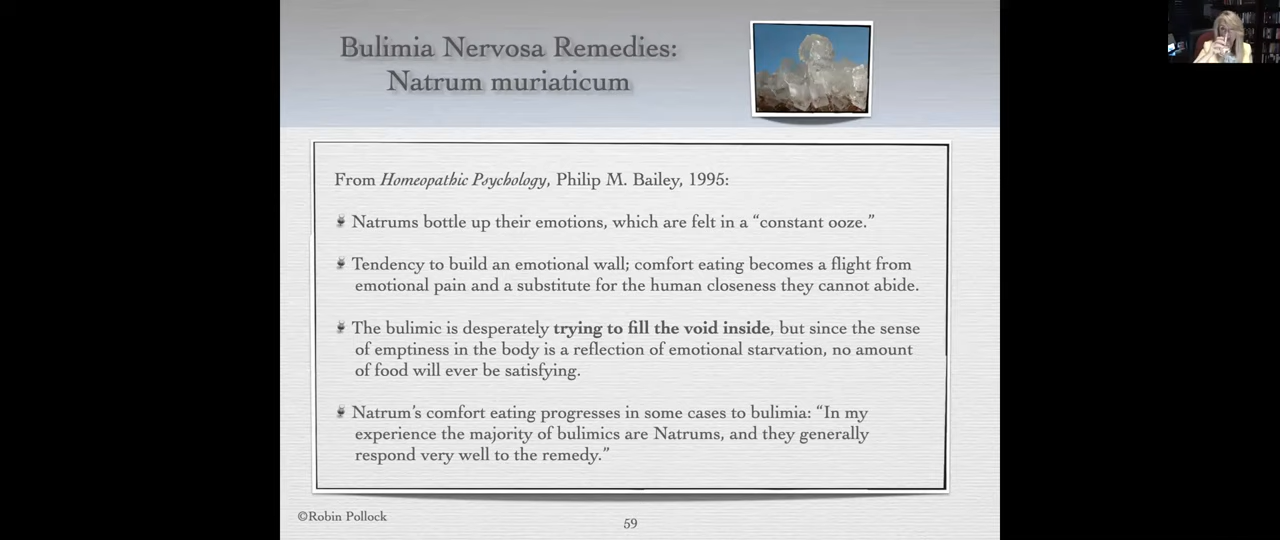 Bulimia Nervosa Remedies:
Natrum muriaticum
From Homeopathic Psychology, Philip M. Bailey, 1995:
Natrums bottle up their emotions, which are felt in a “constant ooze.”
Tendency to build an emotional wall; comfort eating becomes a flight from
emotional pain and a substitute for the human closeness they cannot abide.
The bulimic is desperately trying to fill the void inside, but since the sense
of emptiness in the body is a reflection of emotional starvation, no amount
of food will ever be satisfying.
Natrum’s comfort eating progresses in some cases to bulimia: “In my
experience the majority of bulimics are Natrums, and they generally
respond very well to the remedy.”
©Robin Pollock
59